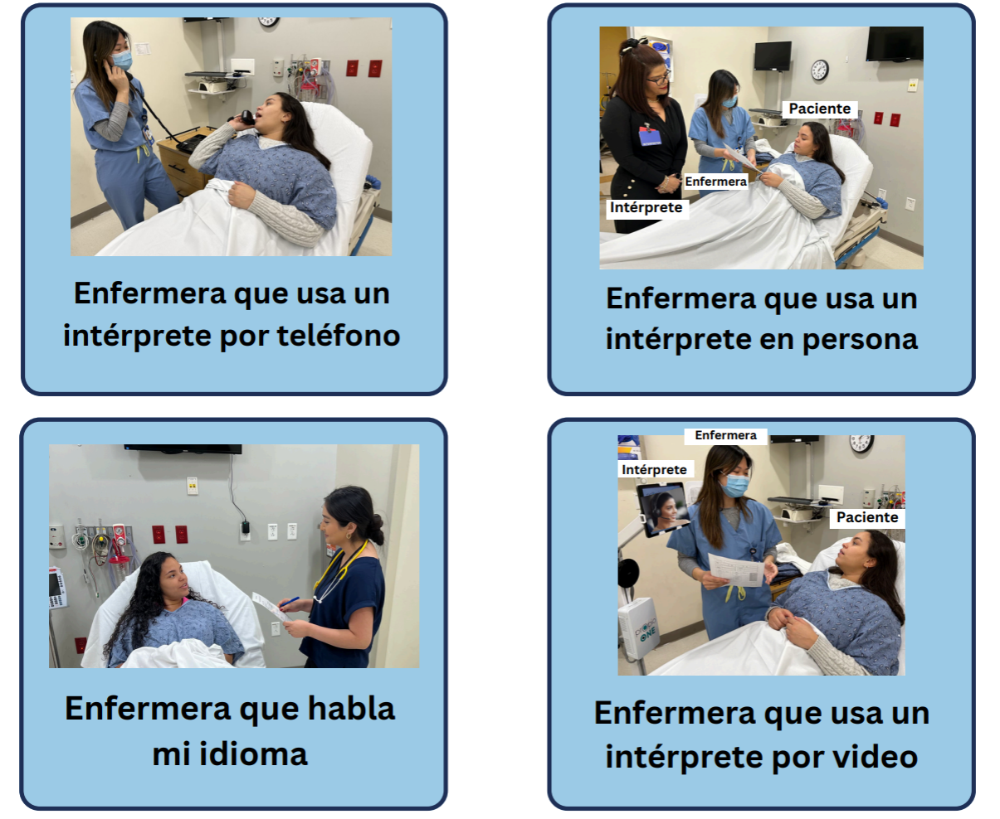 Enfermera que usa un
intérprete por teléfono
Paciente
Enfermera
Intérprete
Enfermera que usa un
intérprete en persona
Enfermera que habla
mi idioma
Enfermera
Intérprete
Paciente
ONE
Enfermera que usa un
intérprete por video